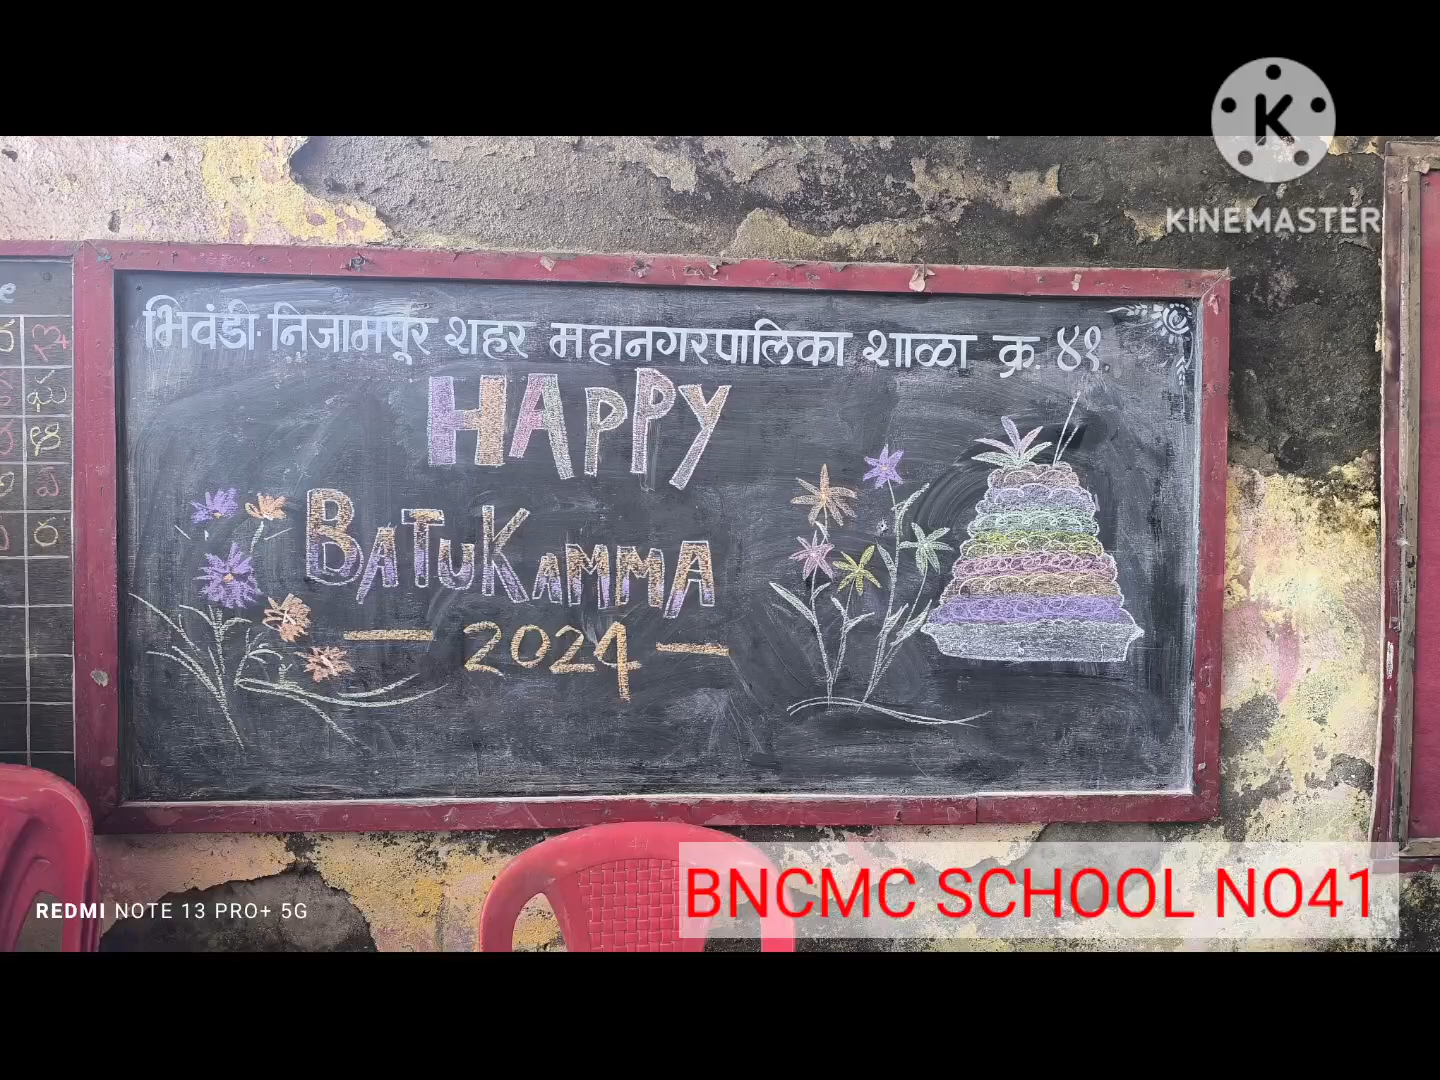 KINEMASTER
भिवंडी निजामपूर शहर महानगरपालिका शाळा क्र. ४१.
HAPPY
BATUKAMMA
2024
BNCMC SCHOOL NO41
REDMI NOTE 13 PRO+ 5G